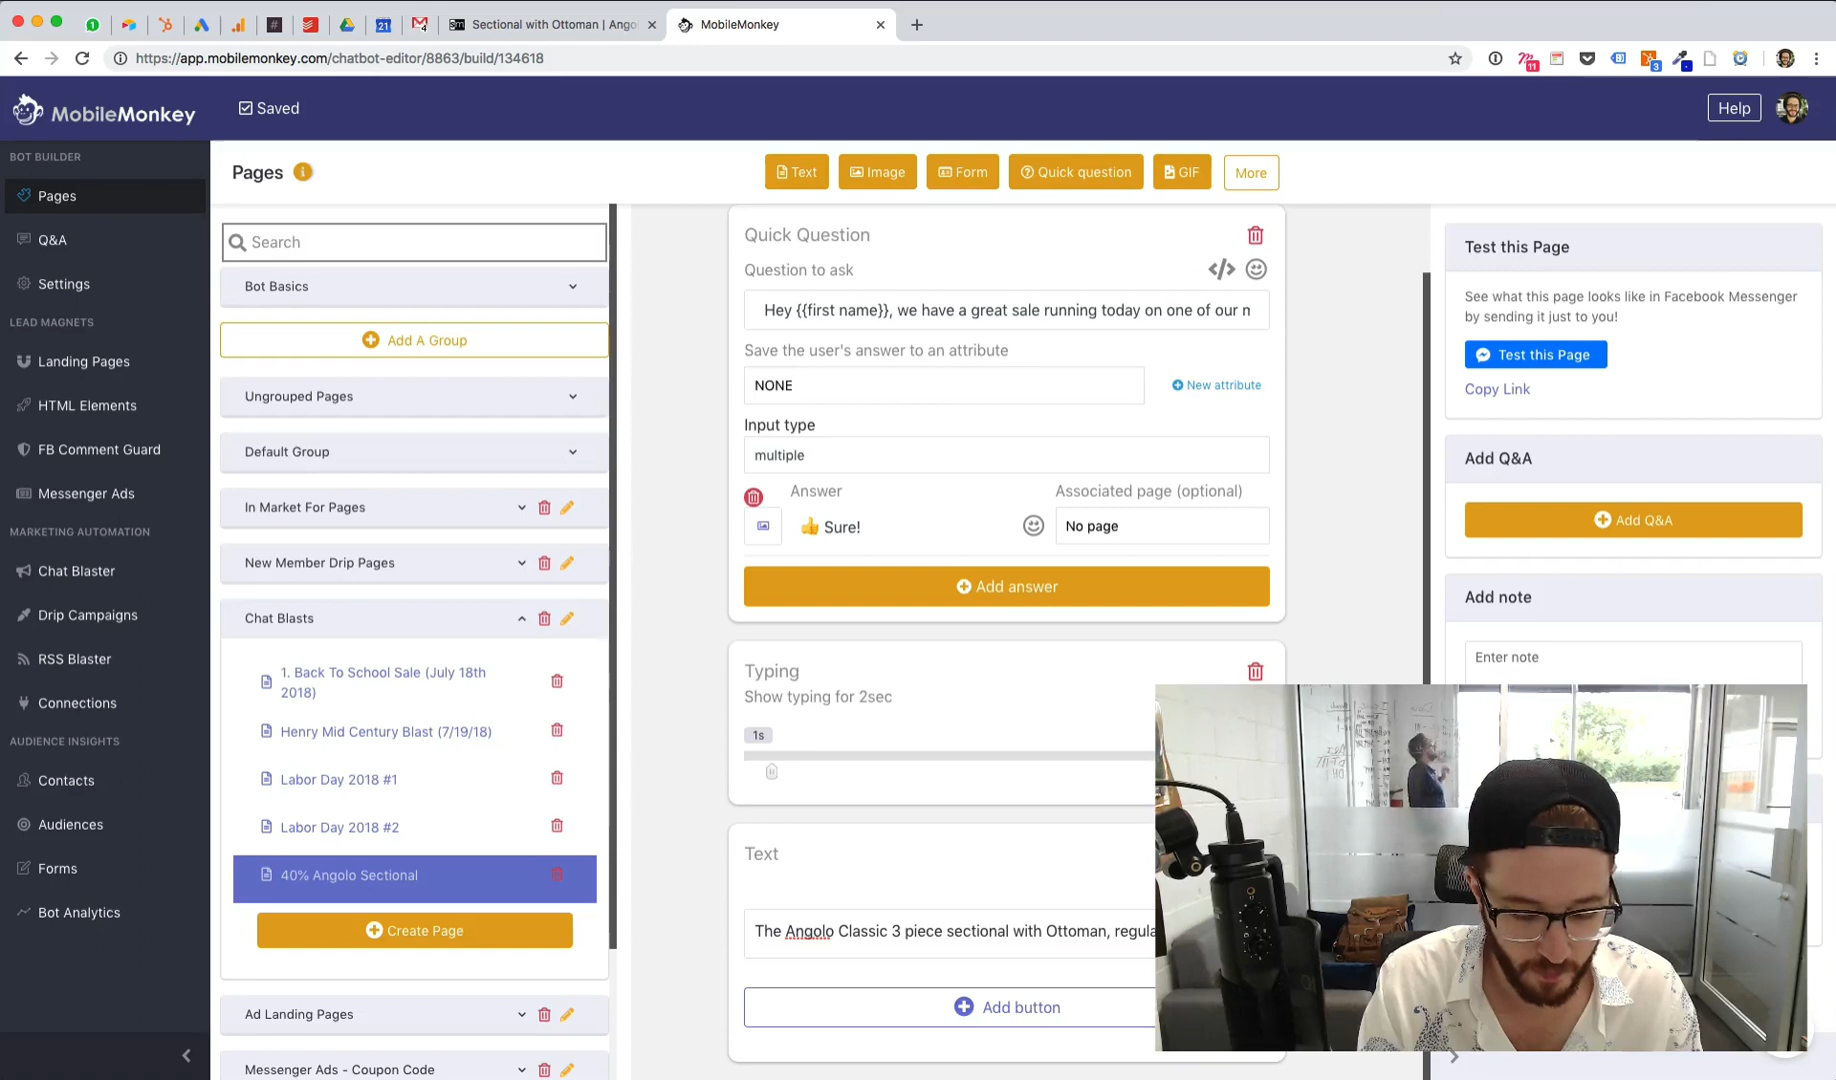 Sectional with Ottoman | Ango
MobileMonkey
https://app.mobilemonkey.com/chatbot-editor/8863/build/134618
MobileMonkey
Saved
Help
BOT BUILDER
Pages
Q&A
Settings
LEAD MAGNETS
Landing Pages
HTML Elements
FB Comment Guard
Messenger Ads
MARKETING AUTOMATION
Chat Blaster
Drip Campaigns
RSS Blaster
Connections
AUDIENCE INSIGHTS
Contacts
Audiences
Forms
Bot Analytics
Pages
Text
Image
Form
Quick question
GIF
More
Search
Bot Basics
Add A Group
Ungrouped Pages
Default Group
In Market For Pages
New Member Drip Pages
Chat Blasts
1. Back To School Sale (July 18th
2018)
Henry Mid Century Blast (7/19/18)
Labor Day 2018 #1
Labor Day 2018 #2
40% Angolo Sectional
Create Page
Ad Landing Pages
Messenger Ads - Coupon Code
Quick Question
Question to ask
Hey {{first name}}, we have a great sale running today on one of our n
Save the user's answer to an attribute
NONE
New attribute
Input type
multiple
Answer
Associated page (optional)
👍 Sure!
No page
Add answer
Typing
Show typing for 2sec
1s
Text
The Angolo Classic 3 piece sectional with Ottoman, regula
Add button
Test this Page
See what this page looks like in Facebook Messenger
by sending it just to you!
Test this Page
Copy Link
Add Q&A
Add Q&A
Add note
Enter note